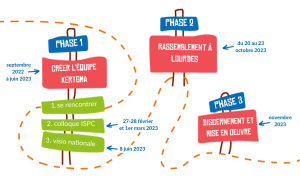 PHASE 1
septembre
2022
à juin 2023
CRÉER L'ÉQUIPE
KERYGMA
1. se rencontrer
2. colloque ISPC
27-28 février
et 1er mars 2023
3. visio nationale
8 juin 2023
PHASE 2
RASSEMBLEMENT À
LOURDES
du 20 au 23
octobre 2023
PHASE 3
DISCERNEMENT ET
MISE EN OEUVRE
novembre
2023